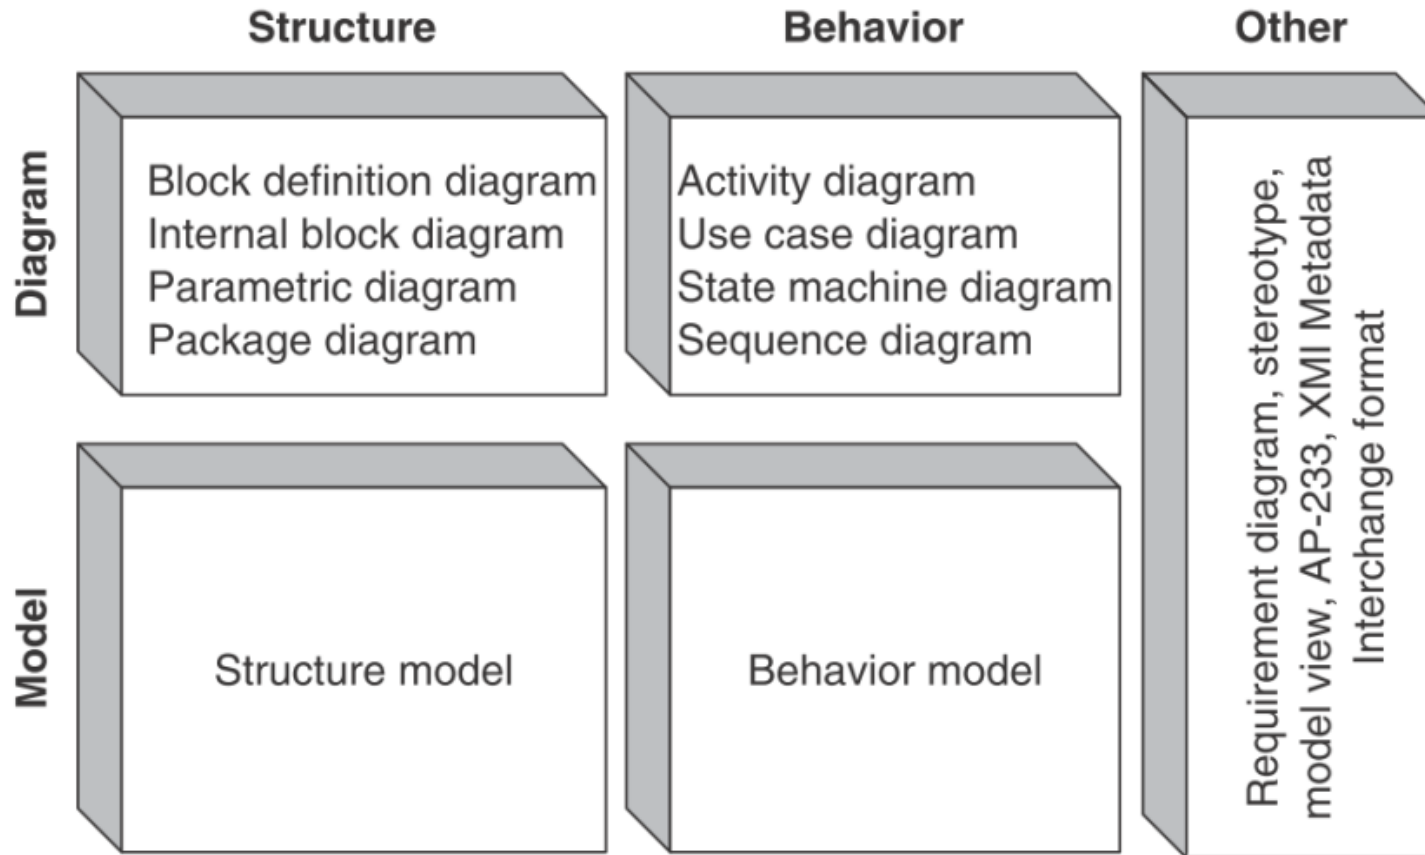 Structure
Behavior
Other
Diagram
Block definition diagram
Internal block diagram
Parametric diagram
Package diagram
Activity diagram
Use case diagram
State machine diagram
Sequence diagram
Requirement diagram, stereotype,
model view, AP-233, XMI Metadata
Interchange format
Model
Structure model
Behavior model